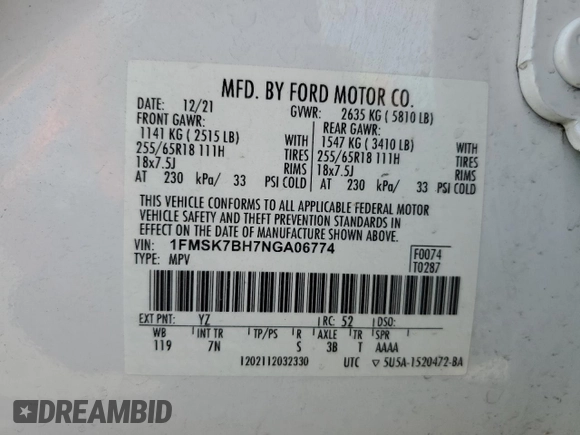 MFD. BY FORD MOTOR CO.
DATE: 12/21 GVWR: 2635 KG ( 5810 LB)
FRONT GAWR: REAR GAWR:
1141 KG ( 2515 LB) WITH 1547 KG ( 3410 LB) WITH
255/65R18 111H TIRES 255/65R18 111H TIRES
18x7.5J RIMS 18x7.5J RIMS
AT 230 kPa/ 33 PSI COLD AT 230 kPa/ 33 PSI COLD
THIS VEHICLE CONFORMS TO ALL APPLICABLE FEDERAL MOTOR
VEHICLE SAFETY AND THEFT PREVENTION STANDARDS IN
EFFECT ON THE DATE OF MANUFACTURE SHOWN ABOVE.
VIN: 1FMSK7BH7NGA06774 F0074
TYPE: MPV T0287
EXT PNT: YZ RC: 52 DSO:
WB INT TR TP/PS R AXLE TR SPR
119 7N S 3B T AAAA
1202112032330 UTC ▽ 5U5A-1520472-BA
DREAMBID